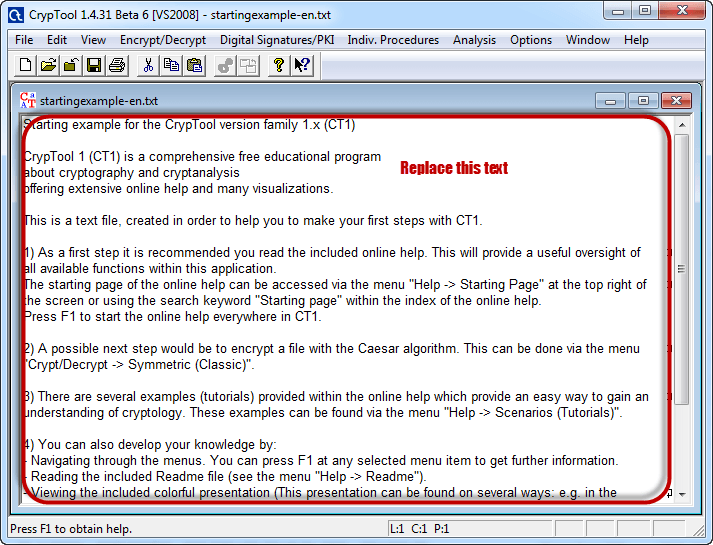 CrypTool 1.4.31 Beta 6 [VS2008] - startingexample-en.txt
File Edit View Encrypt/Decrypt Digital Signatures/PKI Indiv. Procedures Analysis Options Window Help
startingexample-en.txt
Starting example for the CrypTool version family 1.x (CT1)
CrypTool 1 (CT1) is a comprehensive free educational program
about cryptography and cryptanalysis
Replace this text
offering extensive online help and many visualizations.
This is a text file, created in order to help you to make your first steps with CT1.
1) As a first step it is recommended you read the included online help. This will provide a useful oversight of
all available functions within this application.
The starting page of the online help can be accessed via the menu "Help -> Starting Page" at the top right of
the screen or using the search keyword "Starting page" within the index of the online help.
Press F1 to start the online help everywhere in CT1.
2) A possible next step would be to encrypt a file with the Caesar algorithm. This can be done via the menu
"Crypt/Decrypt -> Symmetric (Classic)".
3) There are several examples (tutorials) provided within the online help which provide an easy way to gain an
understanding of cryptology. These examples can be found via the menu "Help -> Scenarios (Tutorials)".
4) You can also develop your knowledge by:
- Navigating through the menus. You can press F1 at any selected menu item to get further information.
- Reading the included Readme file (see the menu "Help -> Readme").
- Viewing the included colorful presentation (This presentation can be found on several ways: e.g. in the
Press F1 to obtain help.
L:1 C:1 P:1